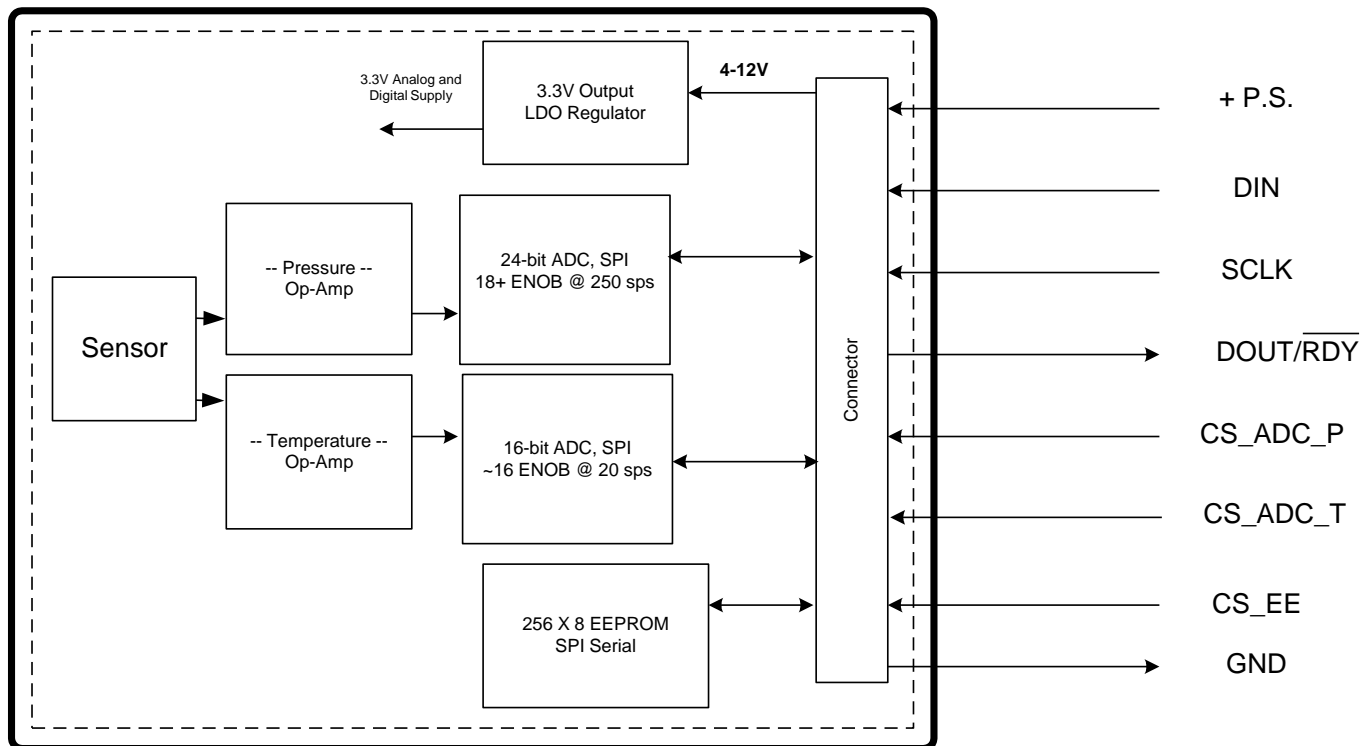 3.3V Analog and
Digital Supply
3.3V Output
LDO Regulator
4-12V
+ P.S.
DIN
SCLK
DOUT/RDY
CS_ADC_P
CS_ADC_T
CS_EE
GND
Connector
-- Pressure --
Op-Amp
24-bit ADC, SPI
18+ ENOB @ 250 sps
Sensor
-- Temperature --
Op-Amp
16-bit ADC, SPI
~16 ENOB @ 20 sps
256 X 8 EEPROM
SPI Serial